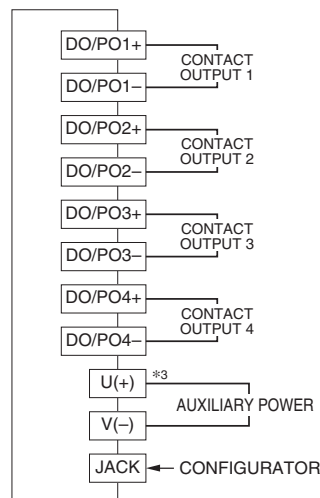 DO/PO1+
CONTACT
OUTPUT 1
DO/PO1–
DO/PO2+
CONTACT
OUTPUT 2
DO/PO2–
DO/PO3+
CONTACT
OUTPUT 3
DO/PO3–
DO/PO4+
CONTACT
OUTPUT 4
DO/PO4–
U(+) *3
AUXILIARY POWER
V(–)
JACK CONFIGURATOR